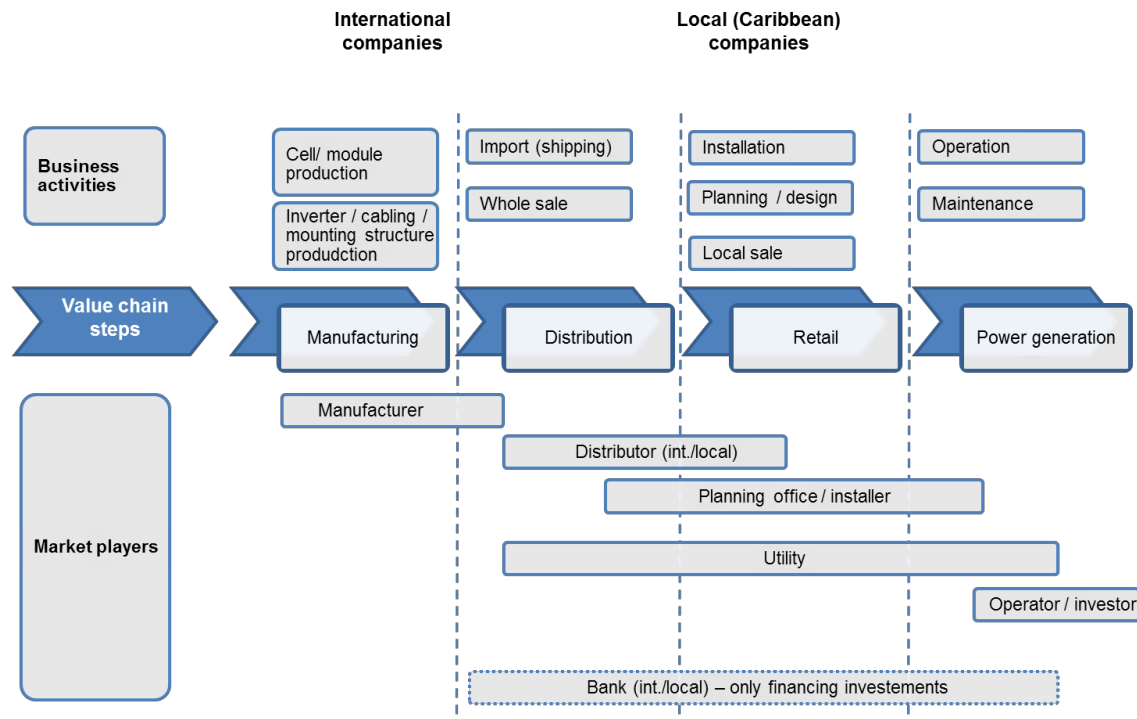 International
companies
Local (Caribbean)
companies
Business
activities
Cell/ module
production
Inverter / cabling /
mounting structure
produdction
Import (shipping)
Whole sale
Installation
Planning / design
Local sale
Operation
Maintenance
Value chain
steps
Manufacturing
Distribution
Retail
Power generation
Market players
Manufacturer
Distributor (int./local)
Planning office / installer
Utility
Operator / investor
Bank (int./local) – only financing investements